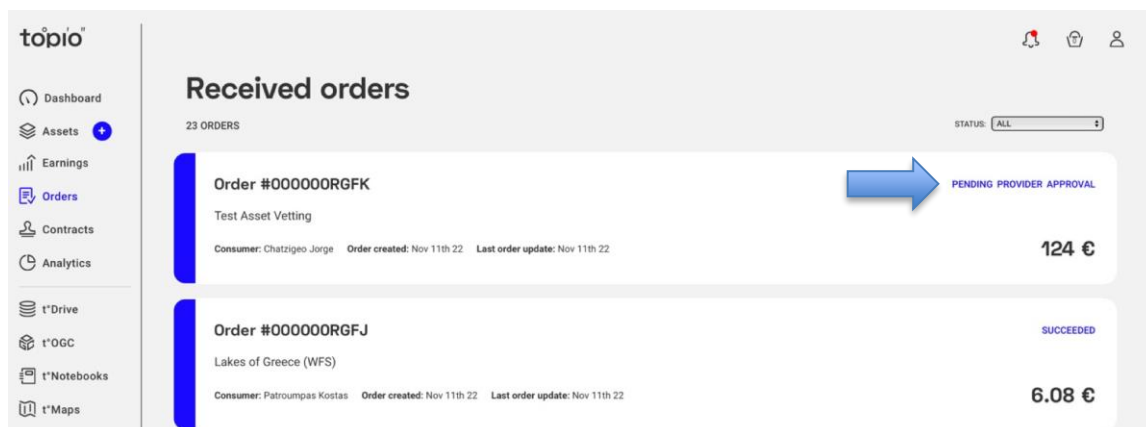 topio
Dashboard
Assets +
Earnings
Orders
Contracts
Analytics
t°Drive
t°OGC
t°Notebooks
t°Maps
Received orders
23 ORDERS
STATUS: ALL
Order #000000RGFK
PENDING PROVIDER APPROVAL
Test Asset Vetting
Consumer: Chatzigeo Jorge Order created: Nov 11th 22 Last order update: Nov 11th 22
124 €
Order #000000RGFJ
SUCCEEDED
Lakes of Greece (WFS)
Consumer: Patroumpas Kostas Order created: Nov 11th 22 Last order update: Nov 11th 22
6.08 €